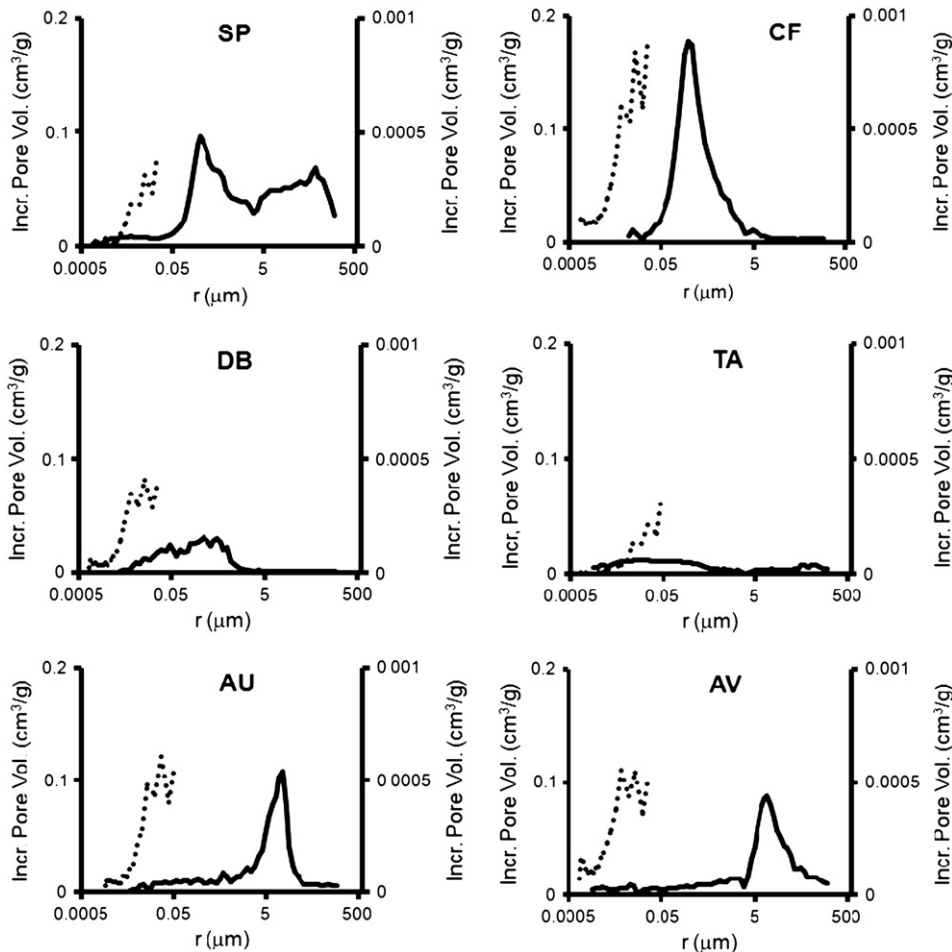 SP
Incr. Pore Vol. (cm³/g)
0.2
0.1
0
0.001
0.0005
0
Incr. Pore Vol. (cm³/g)
0.0005 0.05 5 500
r (μm)
CF
Incr. Pore Vol. (cm³/g)
0.2
0.1
0
0.001
0.0005
0
Incr. Pore Vol. (cm³/g)
0.0005 0.05 5 500
r (μm)
DB
Incr. Pore Vol. (cm³/g)
0.2
0.1
0
0.001
0.0005
0
Incr. Pore Vol. (cm³/g)
0.0005 0.05 5 500
r (μm)
TA
Incr, Pore Vol. (cm³/g)
0.2
0.1
0
0.001
0.0005
0
Incr. Pore Vol. (cm³/g)
0.0005 0.05 5 500
r (μm)
AU
Incr. Pore Vol. (cm³/g)
0.2
0.1
0
0.001
0.0005
0
Incr. Pore Vol. (cm³/g)
0.0005 0.05 5 500
r (μm)
AV
Incr. Pore Vol. (cm³/g)
0.2
0.1
0
0.001
0.0005
0
Incr. Pore Vol. (cm³/g)
0.0005 0.05 5 500
r (μm)